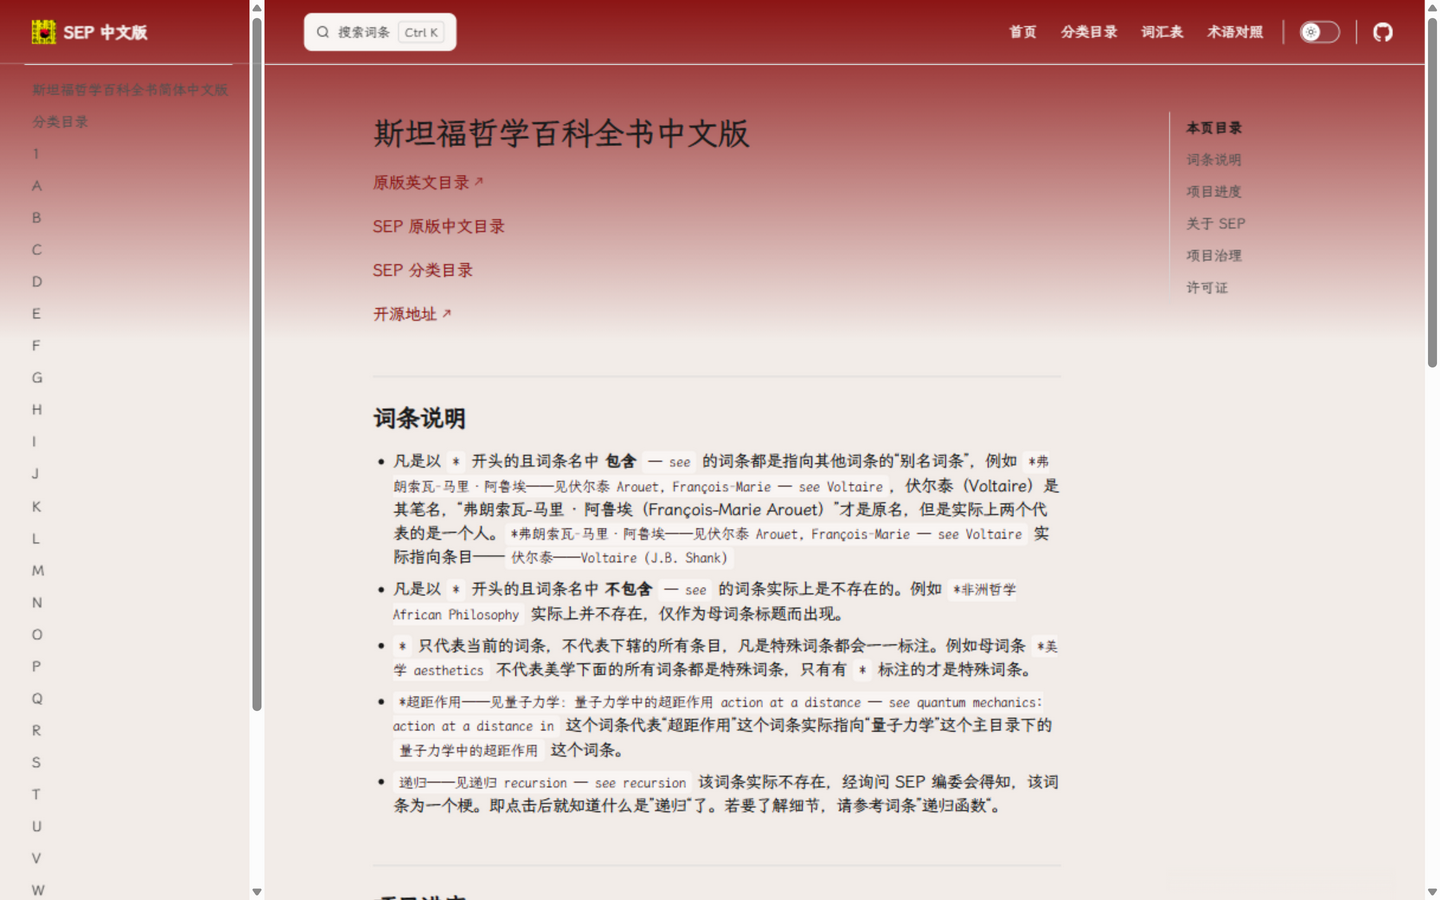 SEP 中文版
搜索词条 Ctrl K
首页 分类目录 词汇表 术语对照
斯坦福哲学百科全书简体中文版
分类目录
1
A
B
C
D
E
F
G
H
I
J
K
L
M
N
O
P
Q
R
S
T
U
V
W
斯坦福哲学百科全书中文版
原版英文目录
SEP 原版中文目录
SEP 分类目录
开源地址
词条说明
凡是以 * 开头的且词条名中 包含 — see 的词条都是指向其他词条的“别名词条”，例如 *弗
朗索瓦-马里·阿鲁埃——见伏尔泰 Arouet, François-Marie — see Voltaire ，伏尔泰（Voltaire）是
其笔名，“弗朗索瓦-马里·阿鲁埃（François-Marie Arouet）”才是原名，但是实际上两个代
表的是一个人。 *弗朗索瓦-马里·阿鲁埃——见伏尔泰 Arouet, François-Marie — see Voltaire 实
际指向条目—— 伏尔泰——Voltaire (J.B. Shank)
凡是以 * 开头的且词条名中 不包含 — see 的词条实际上是不存在的。例如 *非洲哲学
African Philosophy 实际上并不存在，仅作为母词条标题而出现。
* 只代表当前的词条，不代表下辖的所有条目，凡是特殊词条都会一一标注。例如母词条 *美
学 aesthetics 不代表美学下面的所有词条都是特殊词条，只有有 * 标注的才是特殊词条。
*超距作用——见量子力学: 量子力学中的超距作用 action at a distance — see quantum mechanics:
action at a distance in 这个词条代表“超距作用”这个词条实际指向“量子力学”这个主目录下的
量子力学中的超距作用 这个词条。
递归——见递归 recursion — see recursion 该词条实际不存在，经询问 SEP 编委会得知，该词
条为一个梗。即点击后就知道什么是”递归“了。若要了解细节，请参考词条”递归函数“。
本页目录
词条说明
项目进度
关于 SEP
项目治理
许可证